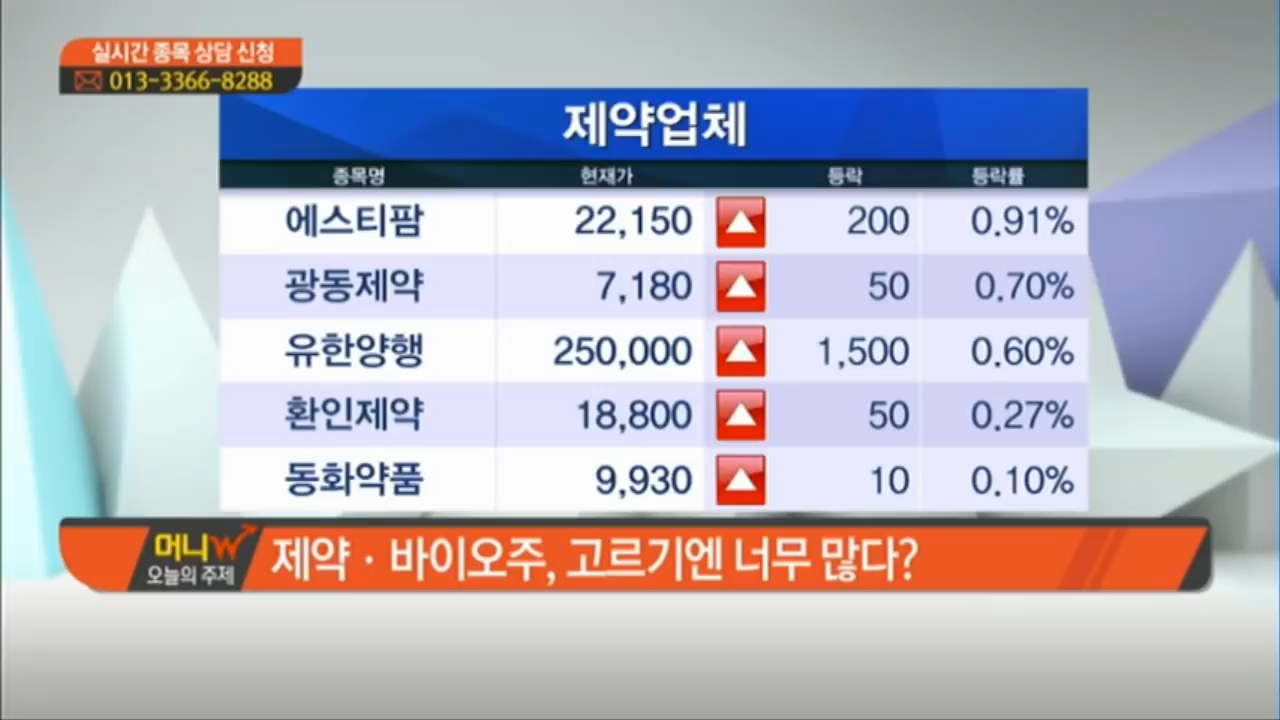 실시간 종목 상담 신청
013-3366-8288
제약업체
종목명 현재가 등락 등락률
에스티팜 22,150 200 0.91%
광동제약 7,180 50 0.70%
유한양행 250,000 1,500 0.60%
환인제약 18,800 50 0.27%
동화약품 9,930 10 0.10%
머니W
오늘의 주제
제약·바이오주, 고르기엔 너무 많다?